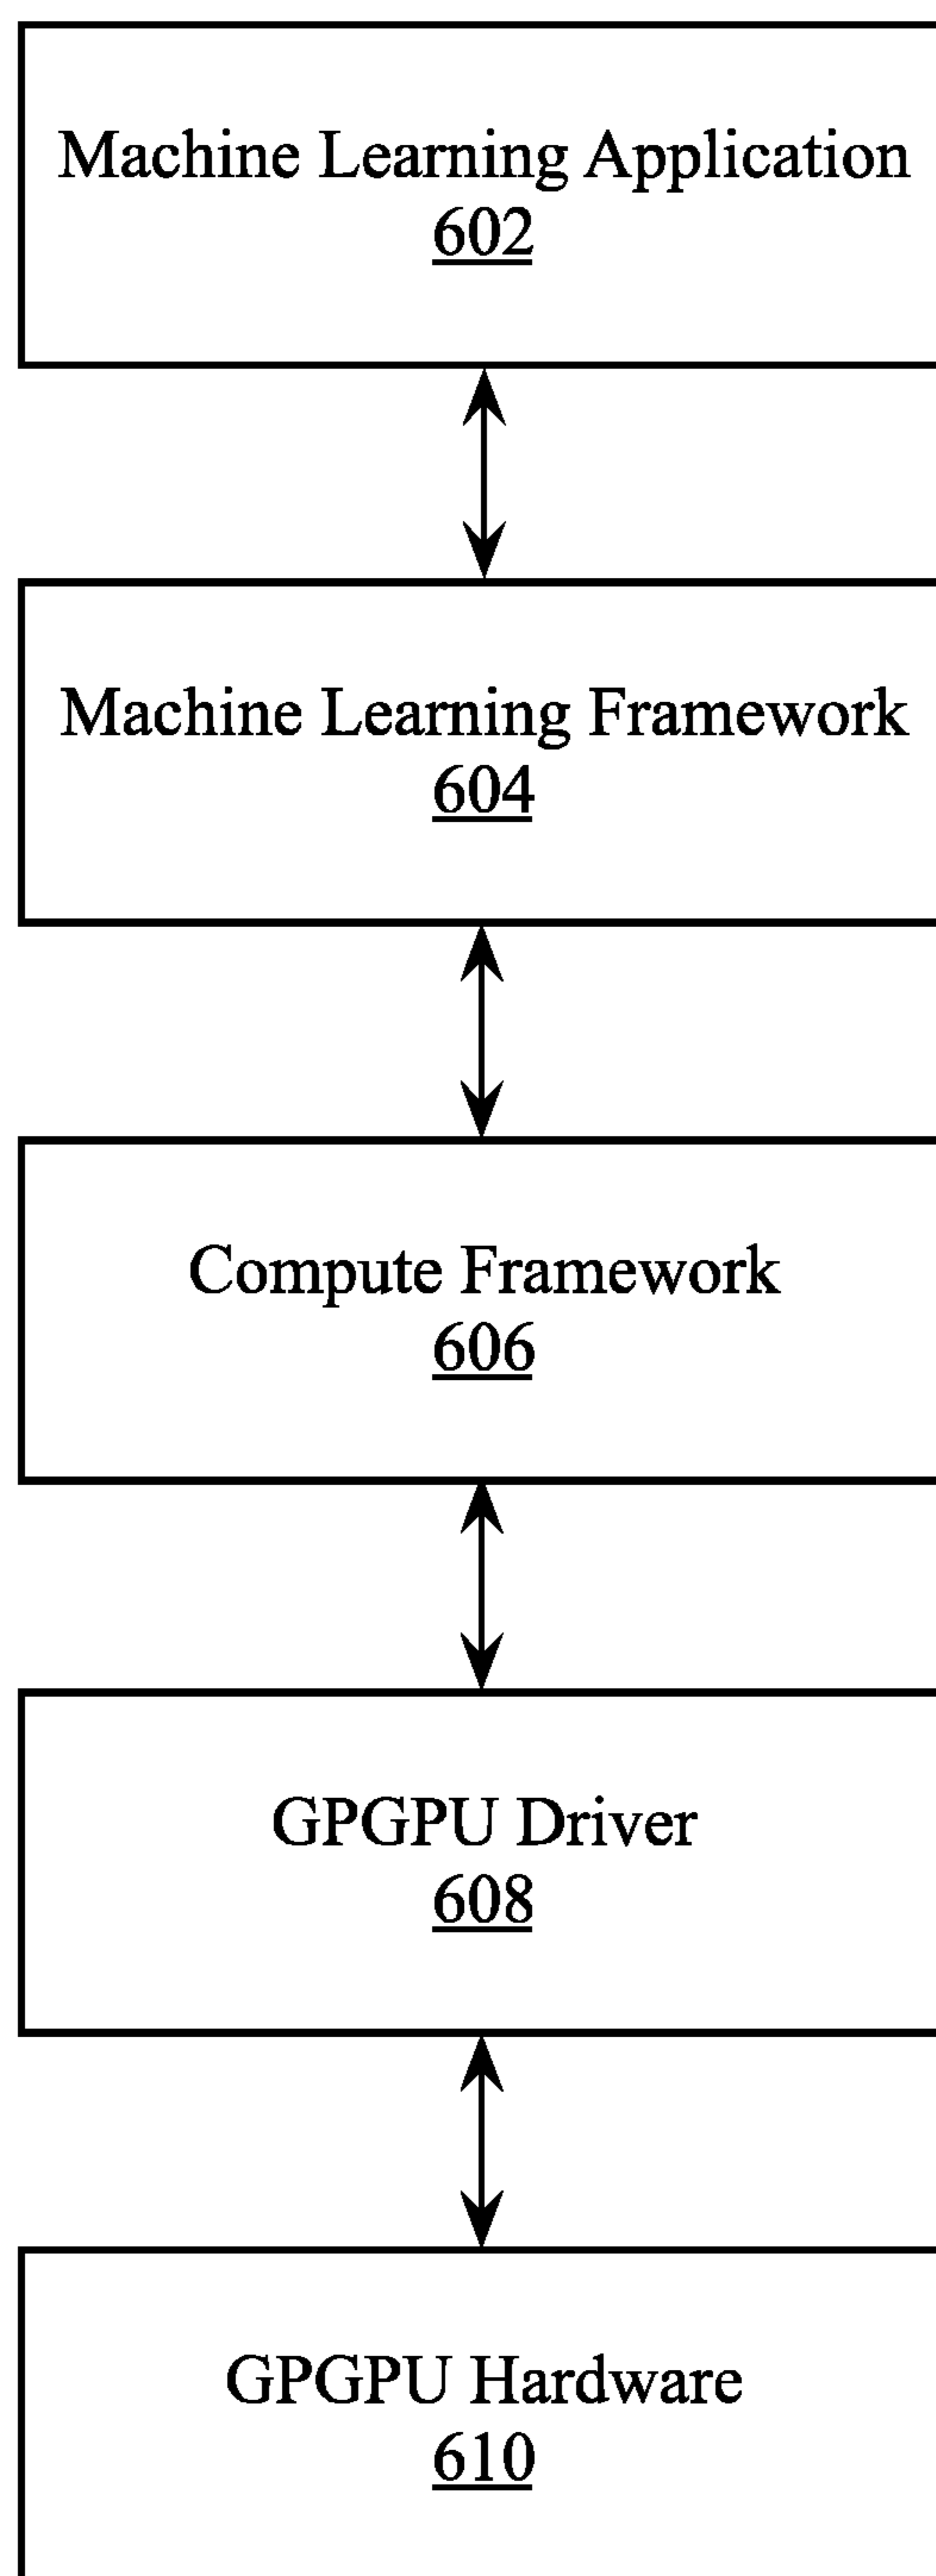 Machine Learning Application
602
Machine Learning Framework
604
Compute Framework
606
GPGPU Driver
608
GPGPU Hardware
610